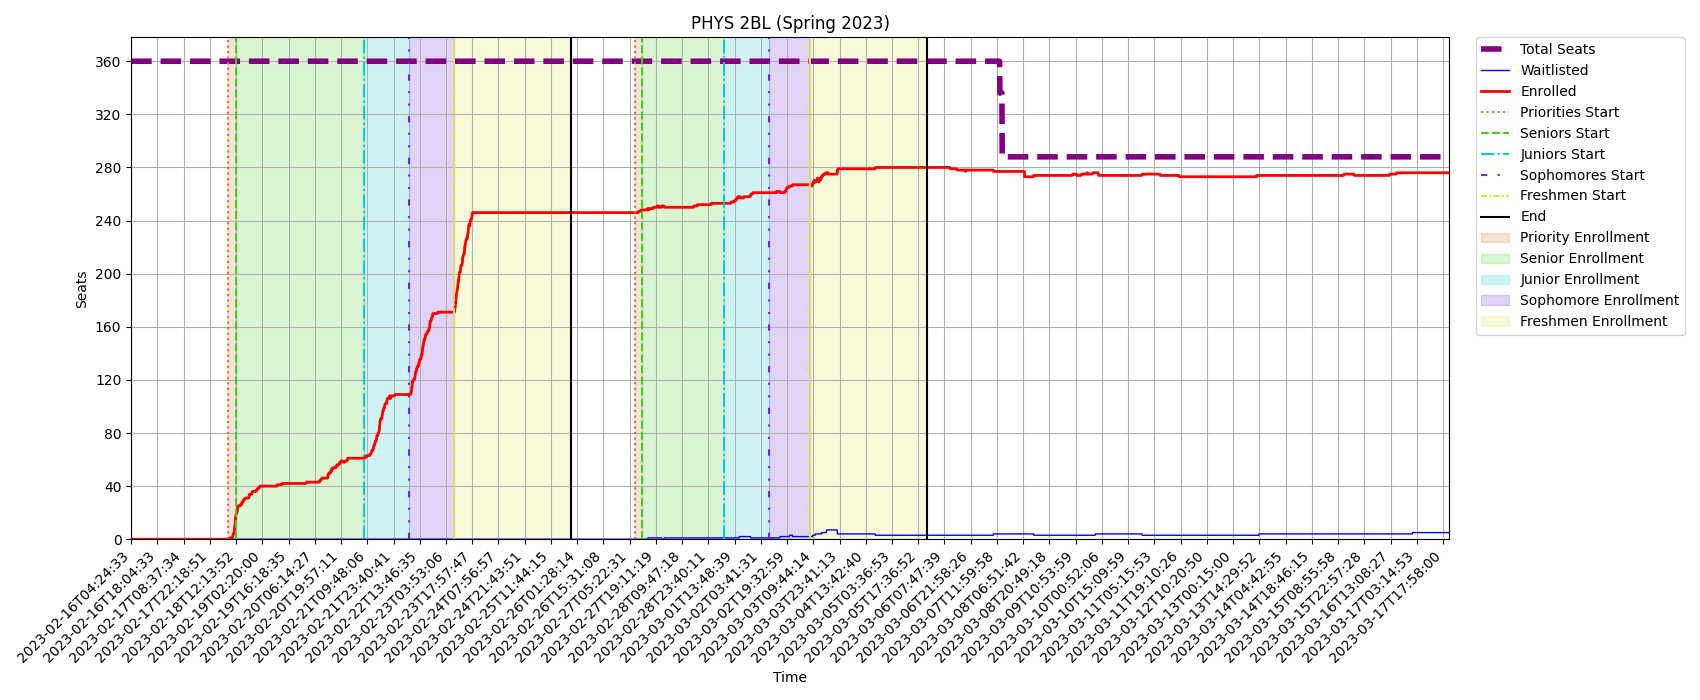 PHYS 2BL (Spring 2023)
Seats
360
320
280
240
200
160
120
80
40
0
2023-02-16T04:24:33
2023-02-16T18:04:33
2023-02-17T08:37:34
2023-02-17T22:18:51
2023-02-18T12:13:52
2023-02-19T02:20:00
2023-02-19T16:18:35
2023-02-20T06:14:27
2023-02-20T19:57:11
2023-02-21T09:48:06
2023-02-21T23:40:41
2023-02-22T13:46:35
2023-02-23T03:53:06
2023-02-23T17:57:47
2023-02-24T07:56:57
2023-02-24T21:43:51
2023-02-25T11:44:15
2023-02-26T01:28:14
2023-02-26T15:31:08
2023-02-27T05:22:31
2023-02-27T19:11:19
2023-02-28T09:47:18
2023-02-28T23:40:11
2023-03-01T13:48:39
2023-03-02T03:41:31
2023-03-02T19:32:59
2023-03-03T09:44:14
2023-03-03T23:41:13
2023-03-04T13:42:40
2023-03-05T03:36:53
2023-03-05T17:36:52
2023-03-06T07:47:39
2023-03-06T21:58:26
2023-03-07T11:59:58
2023-03-08T06:51:42
2023-03-08T20:49:18
2023-03-09T10:53:59
2023-03-10T00:52:06
2023-03-10T15:09:59
2023-03-11T05:15:53
2023-03-11T19:10:26
2023-03-12T10:20:50
2023-03-13T00:15:00
2023-03-13T14:29:52
2023-03-14T04:42:55
2023-03-14T18:46:15
2023-03-15T08:55:58
2023-03-15T22:57:28
2023-03-16T13:08:27
2023-03-17T03:14:53
2023-03-17T17:58:00
Time
Total Seats
Waitlisted
Enrolled
Priorities Start
Seniors Start
Juniors Start
Sophomores Start
Freshmen Start
End
Priority Enrollment
Senior Enrollment
Junior Enrollment
Sophomore Enrollment
Freshmen Enrollment